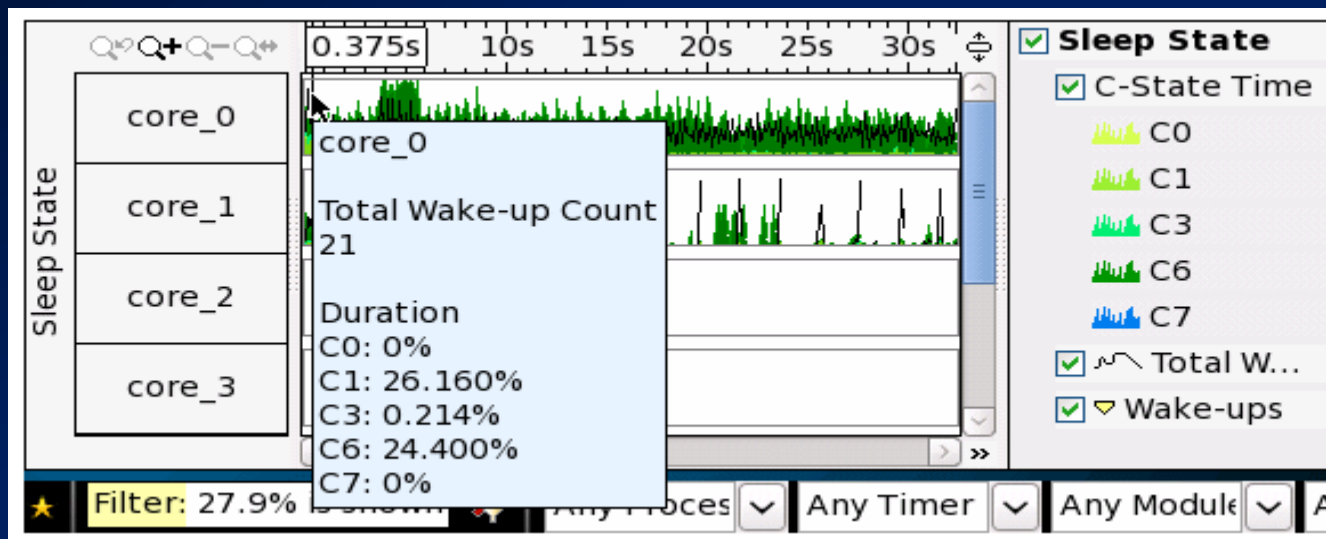 0.375s 10s 15s 20s 25s 30s
Sleep State
core_0
core_1
core_2
core_3
core_0
Total Wake-up Count
21
Duration
C0: 0%
C1: 26.160%
C3: 0.214%
C6: 24.400%
C7: 0%
Sleep State
C-State Time
C0
C1
C3
C6
C7
Total W...
Wake-ups
Filter: 27.9% Any Timer Any Module